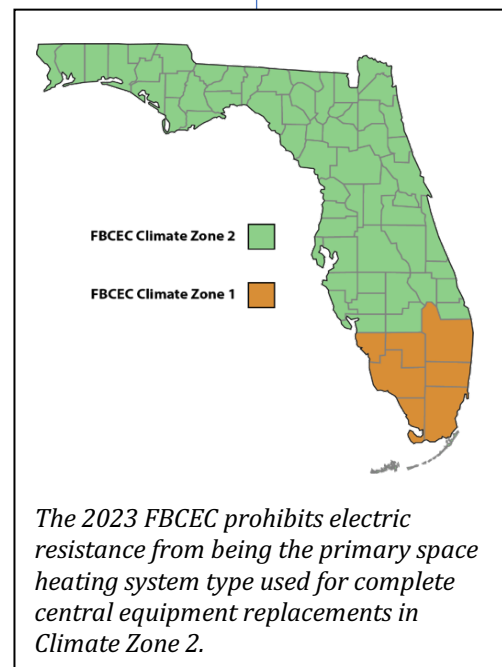 FBCEC Climate Zone 2
FBCEC Climate Zone 1
The 2023 FBCEC prohibits electric
resistance from being the primary space
heating system type used for complete
central equipment replacements in
Climate Zone 2.